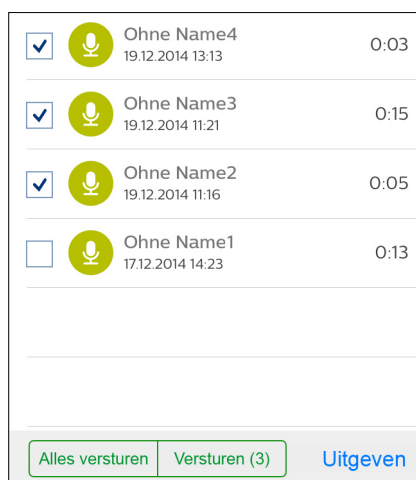 Ohne Name4 0:03
19.12.2014 13:13
Ohne Name3 0:15
19.12.2014 11:21
Ohne Name2 0:05
19.12.2014 11:16
Ohne Name1 0:13
17.12.2014 14:23
Alles versturen Versturen (3) Uitgeven